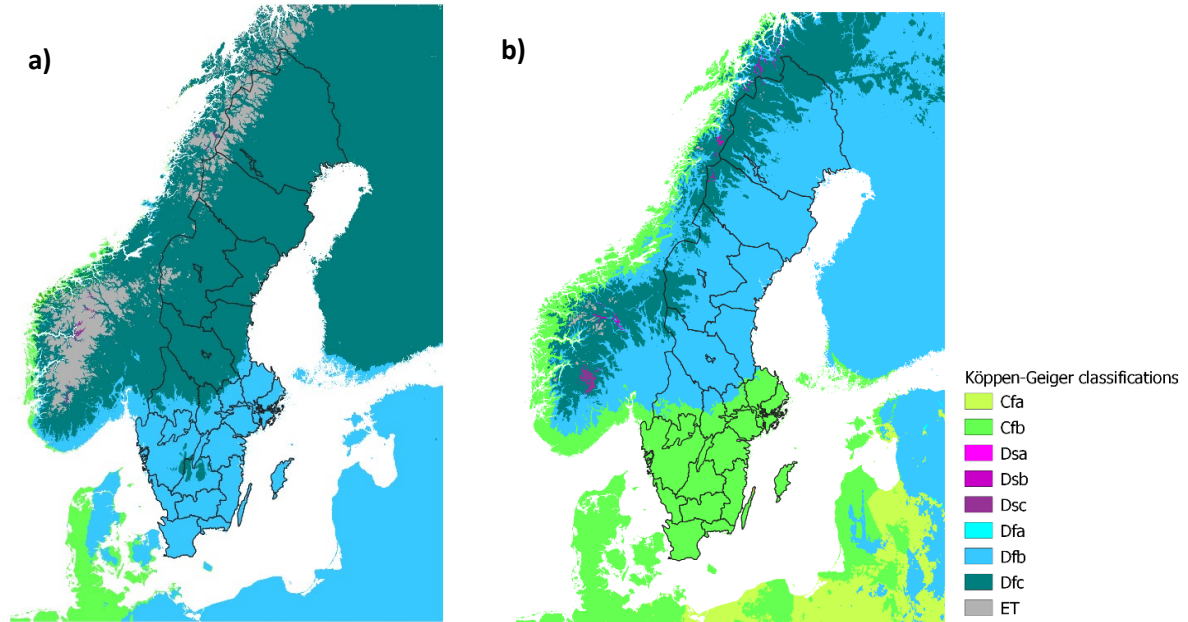 a)
b)
Köppen-Geiger classifications
Cfa
Cfb
Dsa
Dsb
Dsc
Dfa
Dfb
Dfc
ET